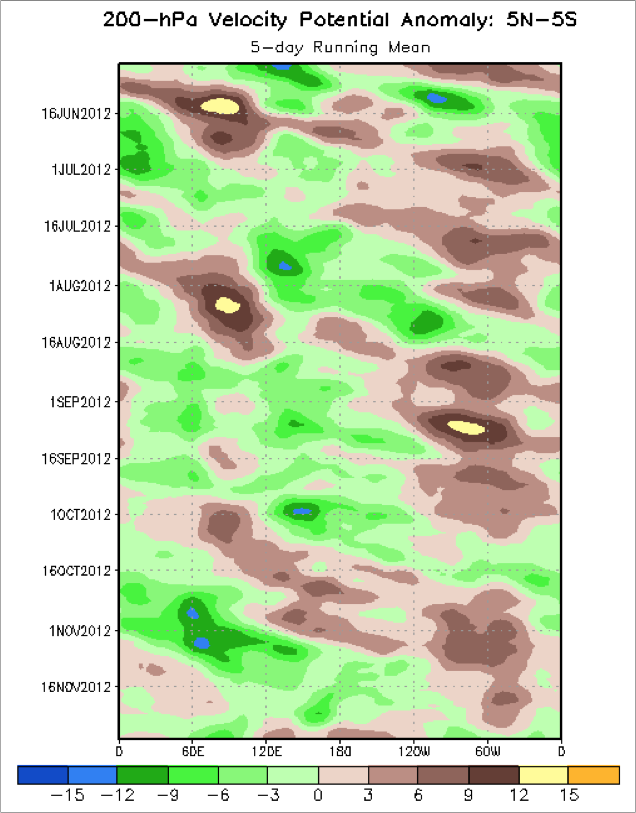 200-hPa Velocity Potential Anomaly: 5N-5S
5-day Running Mean
16JUN2012
1JUL2012
16JUL2012
1AUG2012
16AUG2012
1SEP2012
16SEP2012
1OCT2012
16OCT2012
1NOV2012
16NOV2012
0 60E 120E 180 120W 60W 0
-15 -12 -9 -6 -3 0 3 6 9 12 15